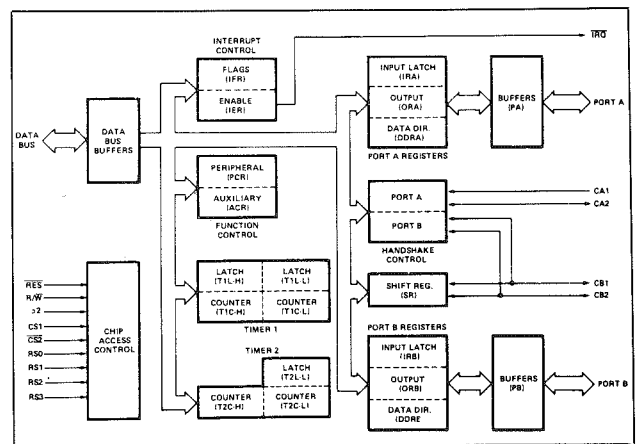 INTERRUPT CONTROL
FLAGS
(IFR)
ENABLE
(IER)
IRQ
INPUT LATCH
(IRA)
OUTPUT
(ORA)
DATA DIR.
(DDRA)
PORT A REGISTERS
BUFFERS
(PA)
PORT A
DATA
BUS
DATA
BUS
BUFFERS
PERIPHERAL
(PCR)
AUXILIARY
(ACR)
FUNCTION
CONTROL
PORT A
PORT B
HANDSHAKE
CONTROL
CA1
CA2
SHIFT REG.
(SR)
CB1
CB2
RES
R/W
φ2
CS1
CS2
RS0
RS1
RS2
RS3
CHIP
ACCESS
CONTROL
LATCH
(T1L-H)
LATCH
(T1L-L)
COUNTER
(T1C-H)
COUNTER
(T1C-L)
TIMER 1
TIMER 2
LATCH
(T2L-L)
COUNTER
(T2C-H)
COUNTER
(T2C-L)
PORT B REGISTERS
INPUT LATCH
(IRB)
OUTPUT
(ORB)
DATA DIR.
(DDRE
BUFFERS
(PB)
PORT B